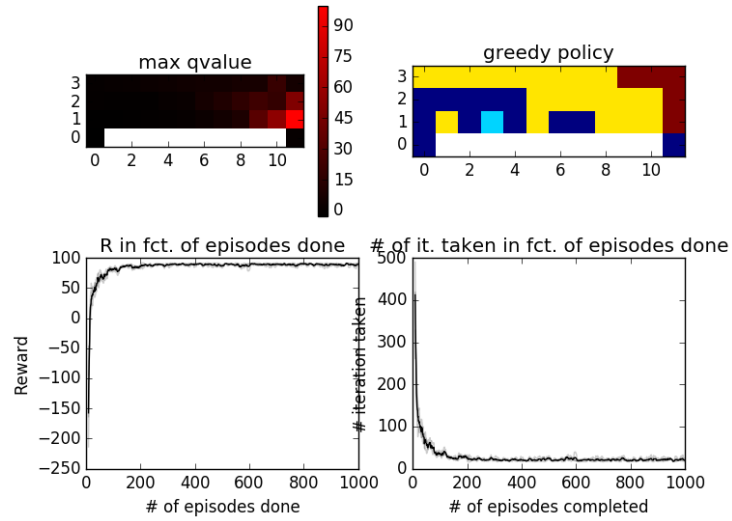 max qvalue
3
2
1
0
0 2 4 6 8 10
90
75
60
45
30
15
0
greedy policy
3
2
1
0
0 2 4 6 8 10
R in fct. of episodes done
100
50
0
−50
−100
−150
−200
−250
Reward
0 200 400 600 800 1000
# of episodes done
# of it. taken in fct. of episodes done
500
400
300
200
100
0
# iteration taken
0 200 400 600 800 1000
# of episodes completed